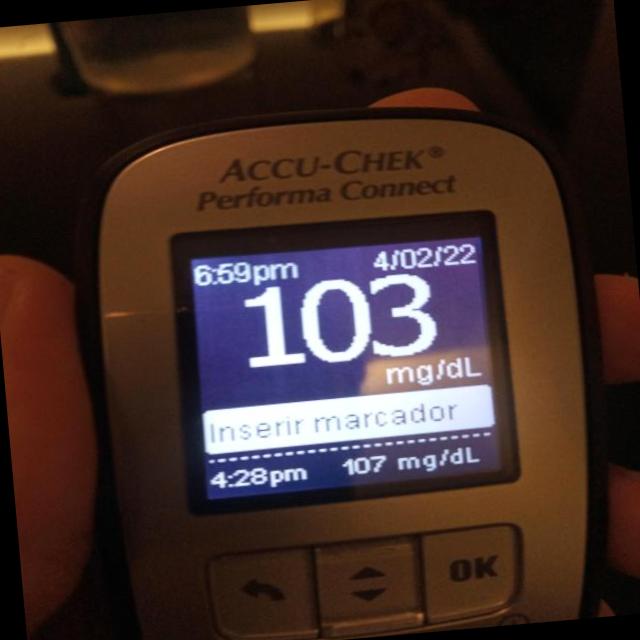 ACCU-CHEK®
Performa Connect
6:59pm 4/02/22
103
mg/dL
Inserir marcador
4:28pm 107 mg/dL
OK